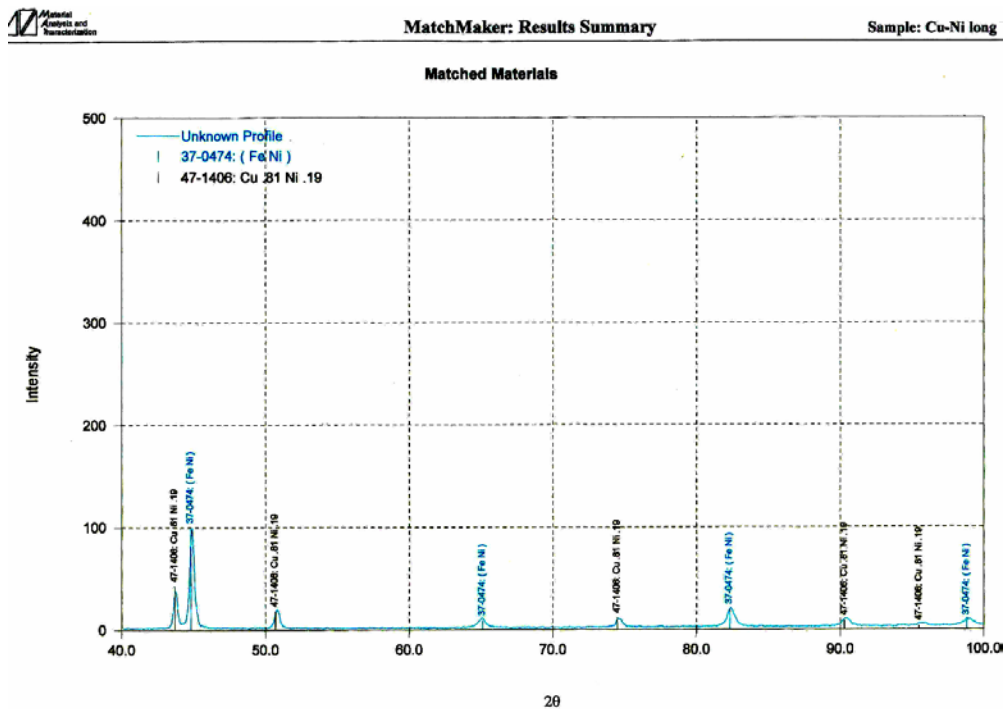 Material
Analysis and
Characterization
MatchMaker: Results Summary
Sample: Cu-Ni long
Matched Materials
500
400
300
200
100
0
Intensity
Unknown Profile
37-0474: ( Fe Ni )
47-1406: Cu .81 Ni .19
47-1406: Cu .81 Ni .19
37-0474: ( Fe Ni )
47-1406: Cu .81 Ni .19
37-0474: ( Fe Ni )
47-1406: Cu .81 Ni .19
37-0474: ( Fe Ni )
47-1406: Cu .81 Ni .19
47-1406: Cu .81 Ni .19
37-0474: ( Fe Ni )
40.0
50.0
60.0
70.0
80.0
90.0
100.0
2θ